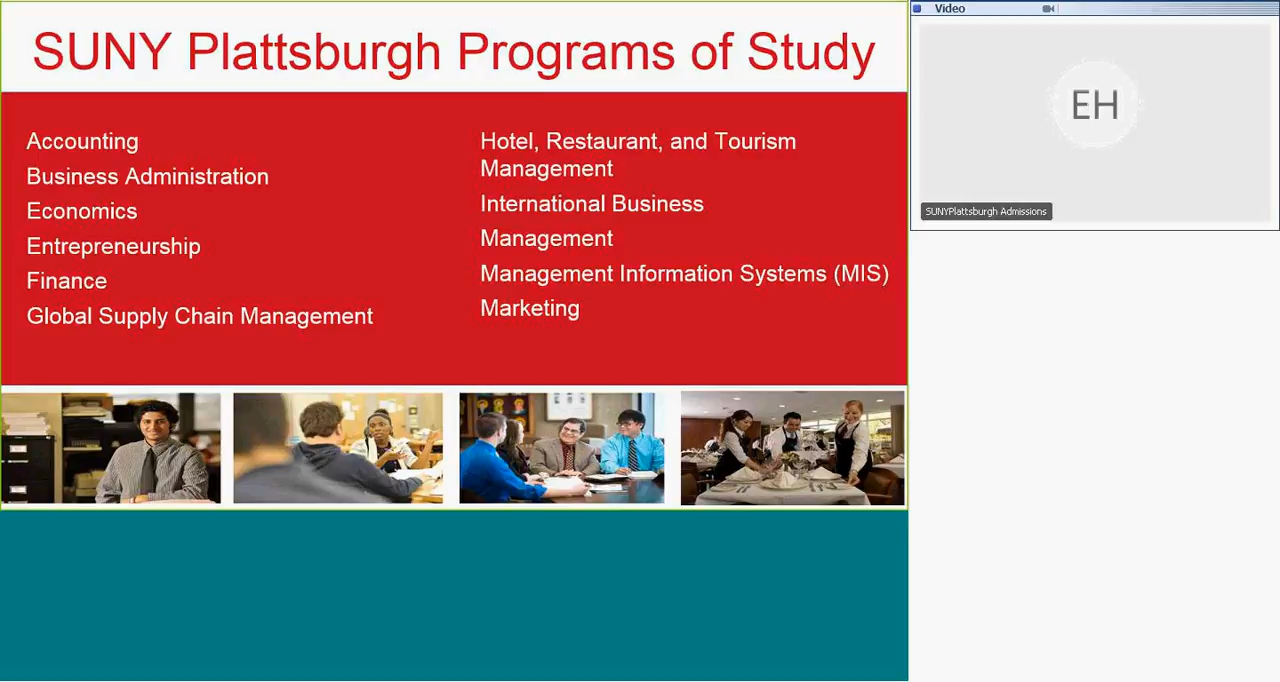 SUNY Plattsburgh Programs of Study
Accounting
Business Administration
Economics
Entrepreneurship
Finance
Global Supply Chain Management
Hotel, Restaurant, and Tourism
Management
International Business
Management
Management Information Systems (MIS)
Marketing
Video
EH
SUNYPlattsburgh Admissions